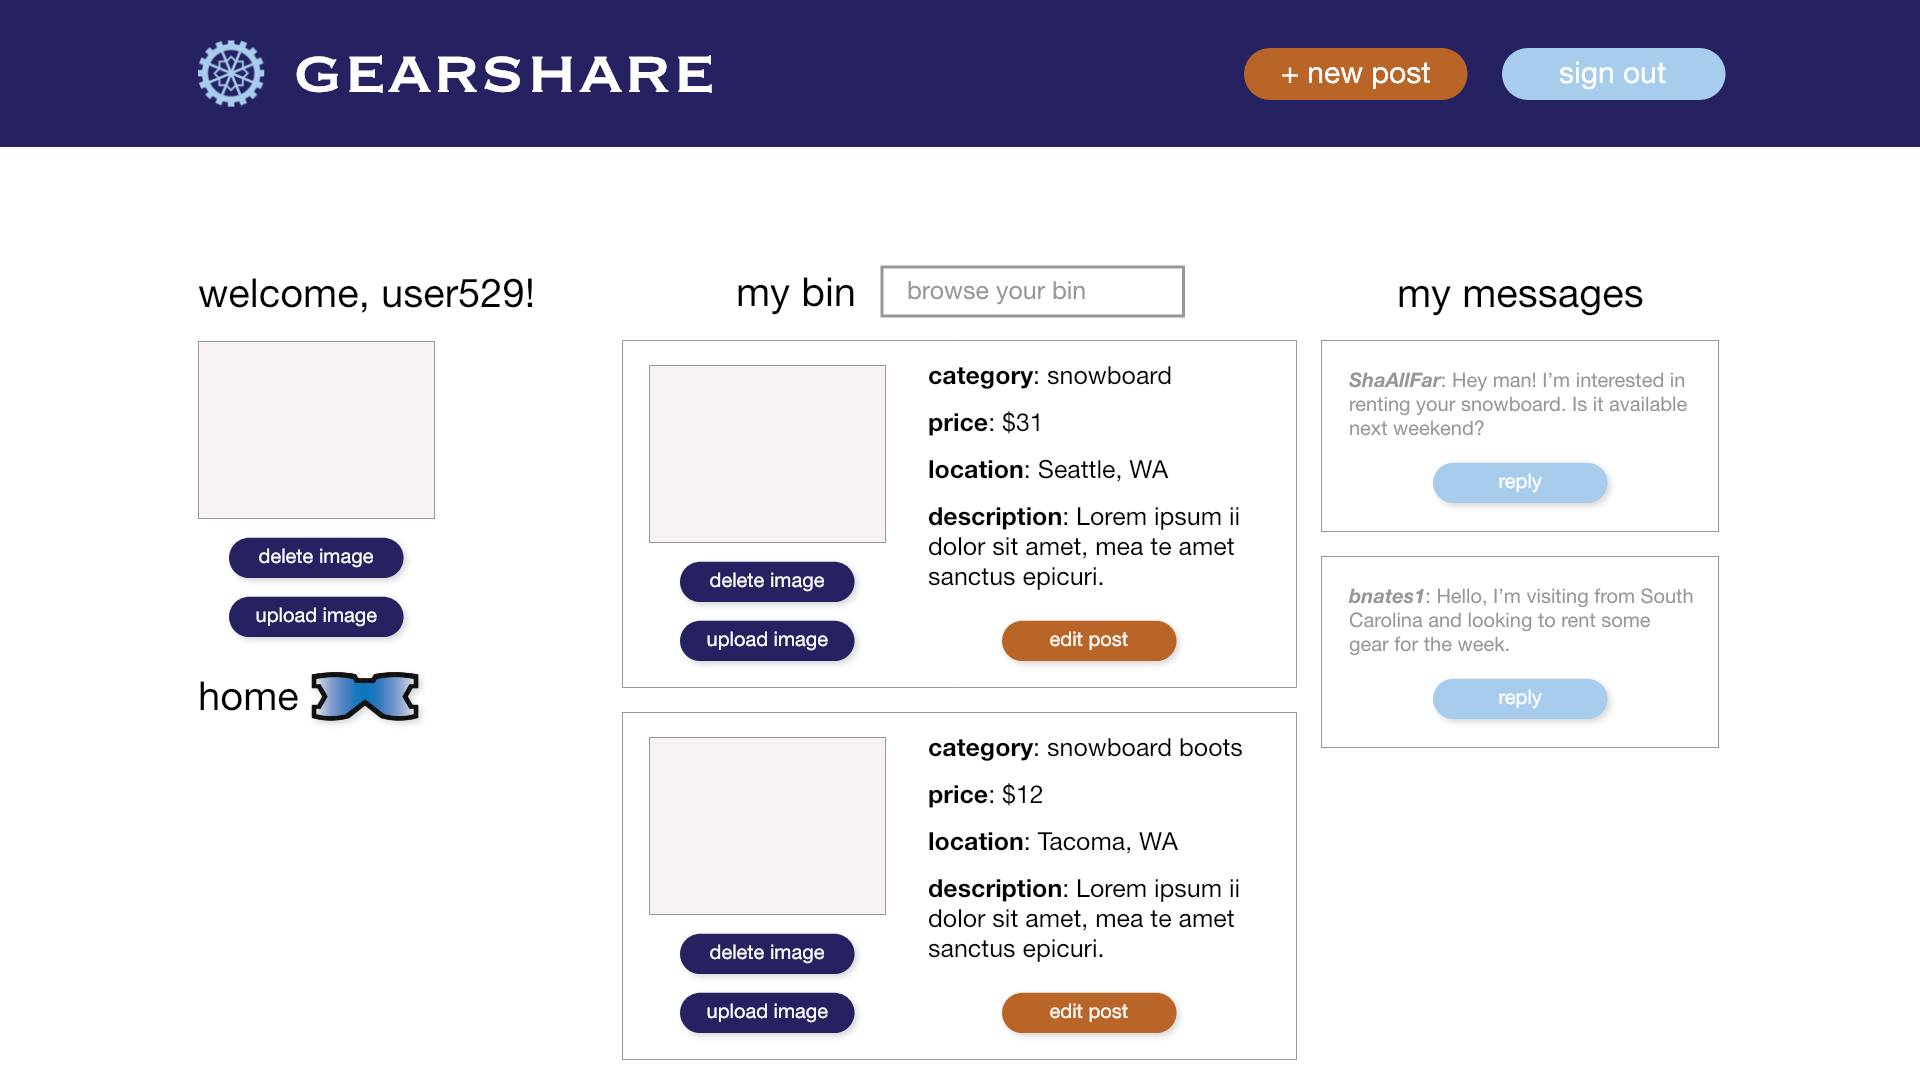 GEARSHARE
+ new post
sign out
welcome, user529!
delete image
upload image
home
my bin
browse your bin
category: snowboard
price: $31
location: Seattle, WA
description: Lorem ipsum ii
dolor sit amet, mea te amet
sanctus epicuri.
delete image
upload image
edit post
category: snowboard boots
price: $12
location: Tacoma, WA
description: Lorem ipsum ii
dolor sit amet, mea te amet
sanctus epicuri.
delete image
upload image
edit post
my messages
ShaAllFar: Hey man! I’m interested in
renting your snowboard. Is it available
next weekend?
reply
bnates1: Hello, I’m visiting from South
Carolina and looking to rent some
gear for the week.
reply